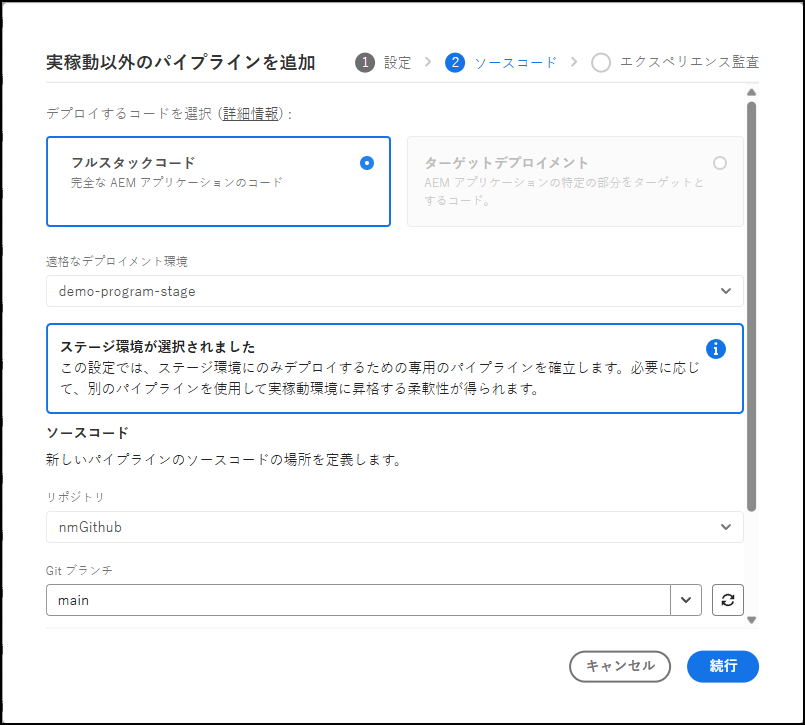 実稼動以外のパイプラインを追加
1 設定
2 ソースコード
エクスペリエンス監査
デプロイするコードを選択 (詳細情報) :
フルスタックコード
完全な AEM アプリケーションのコード
ターゲットデプロイメント
AEM アプリケーションの特定の部分をターゲットと
するコード。
適格なデプロイメント環境
demo-program-stage
ステージ環境が選択されました
この設定では、ステージ環境にのみデプロイするための専用のパイプラインを確立します。必要に応じ
て、別のパイプラインを使用して実稼動環境に昇格する柔軟性が得られます。
ソースコード
新しいパイプラインのソースコードの場所を定義します。
リポジトリ
nmGithub
Git ブランチ
main
キャンセル
続行